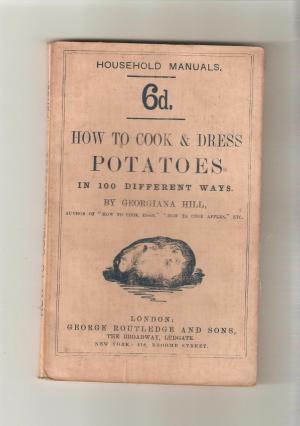 HOUSEHOLD MANUALS.
6d.
HOW TO COOK & DRESS
POTATOES
IN 100 DIFFERENT WAYS.
BY GEORGIANA HILL,
AUTHOR OF "HOW TO COOK EGGS," "HOW TO COOK APPLES," ETC.
LONDON:
GEORGE ROUTLEDGE AND SONS,
THE BROADWAY, LUDGATE.
NEW YORK: 416, BROOME STREET.